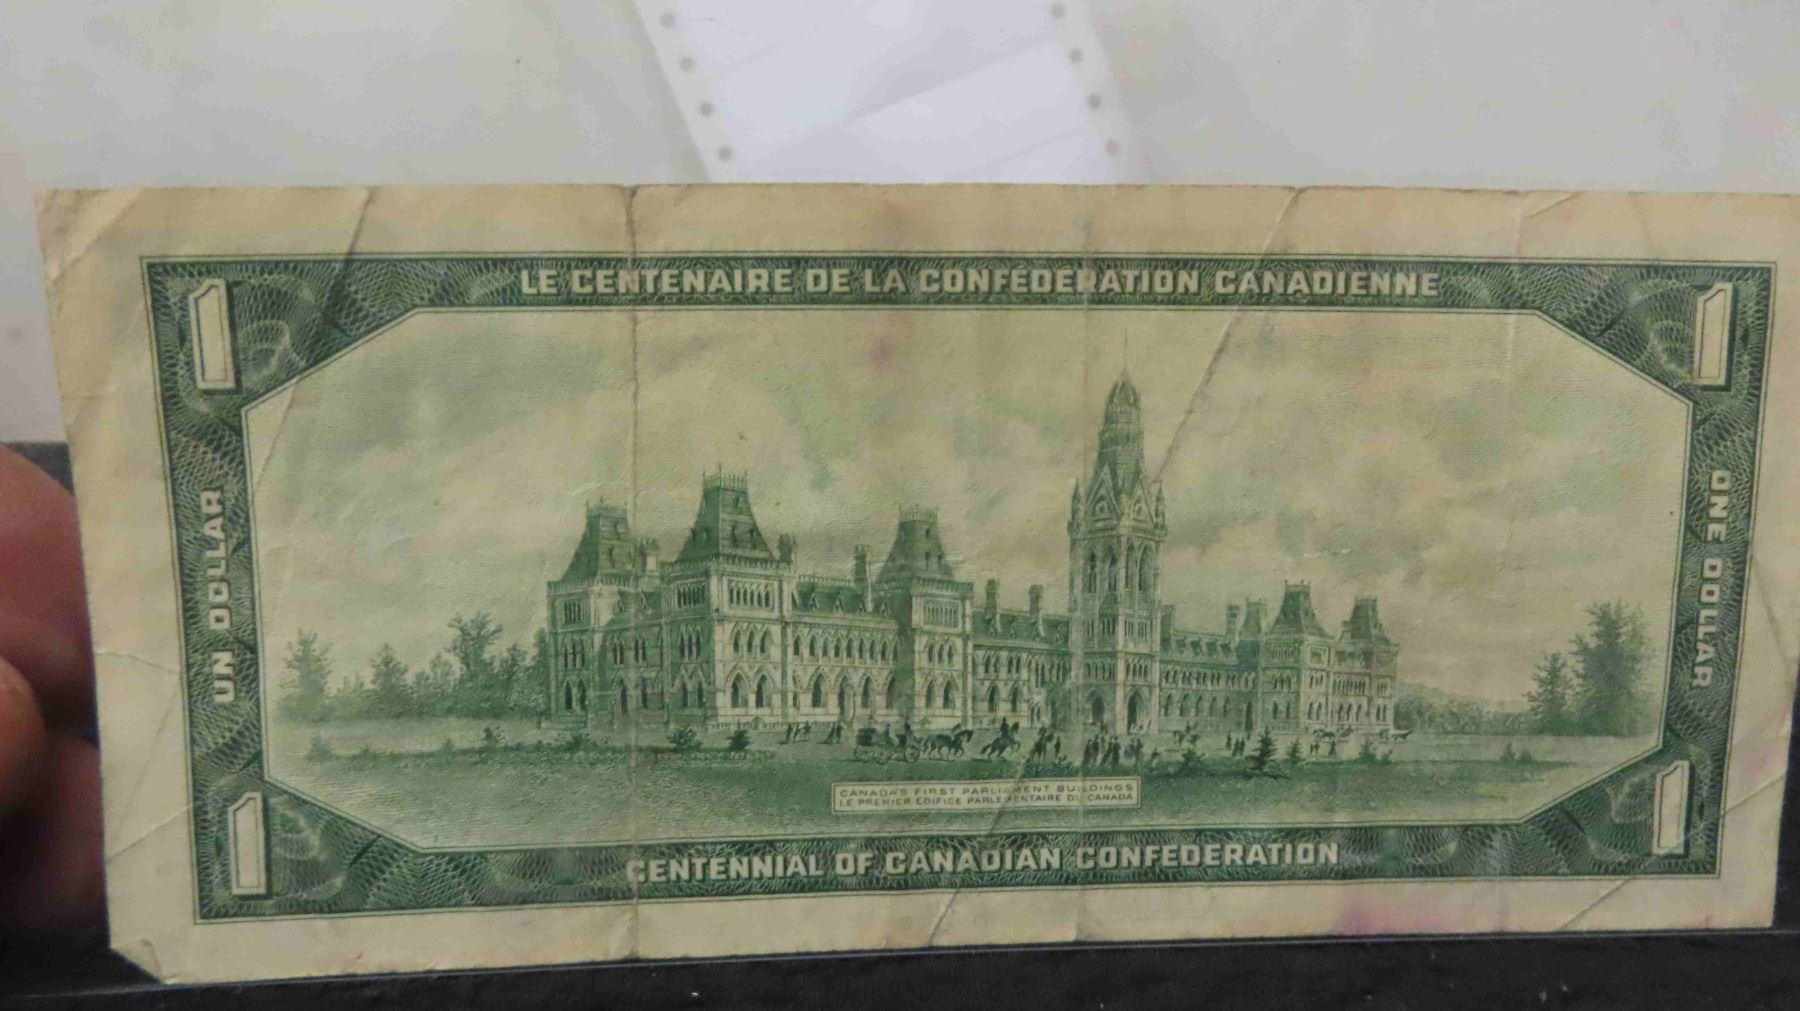 LE CENTENAIRE DE LA CONFÉDÉRATION CANADIENNE
1
1
UN DOLLAR
ONE DOLLAR
CANADA'S FIRST PARLIAMENT BUILDINGS
LE PREMIER EDIFICE PARLEMENTAIRE DU CANADA
1
1
CENTENNIAL OF CANADIAN CONFEDERATION